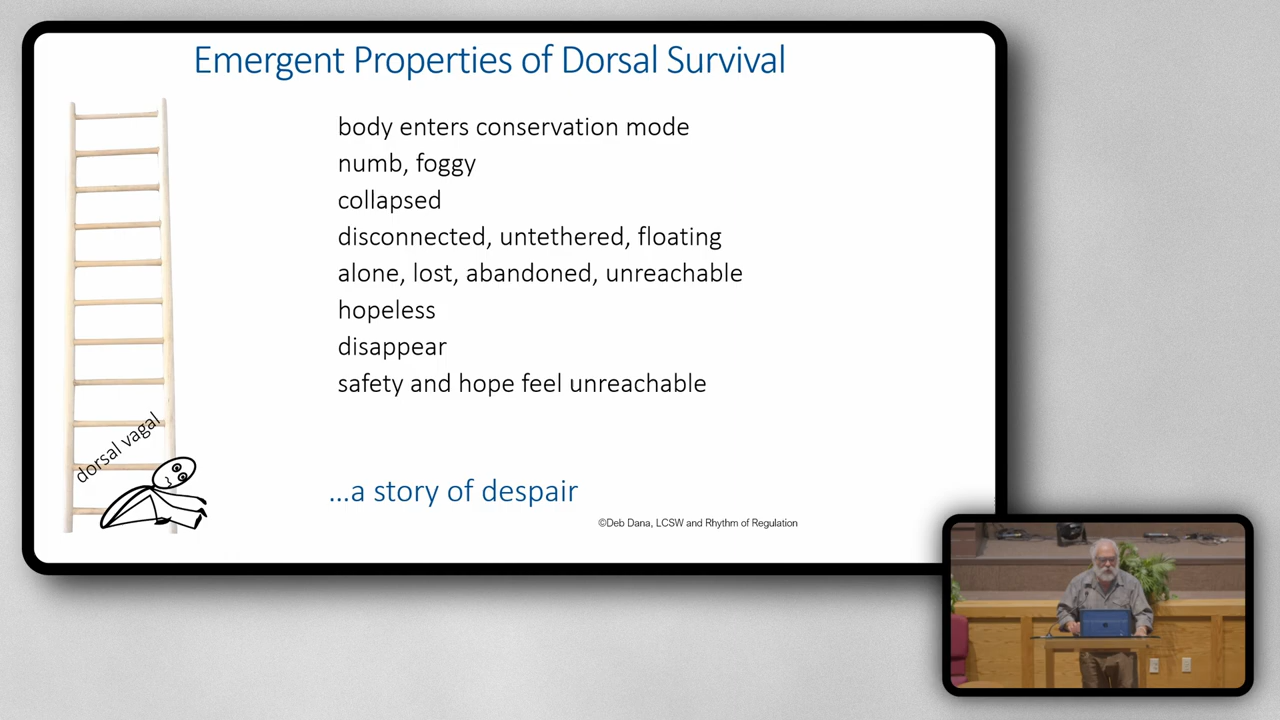 Emergent Properties of Dorsal Survival
body enters conservation mode
numb, foggy
collapsed
disconnected, untethered, floating
alone, lost, abandoned, unreachable
hopeless
disappear
safety and hope feel unreachable
dorsal vagal
...a story of despair
©Deb Dana, LCSW and Rhythm of Regulation